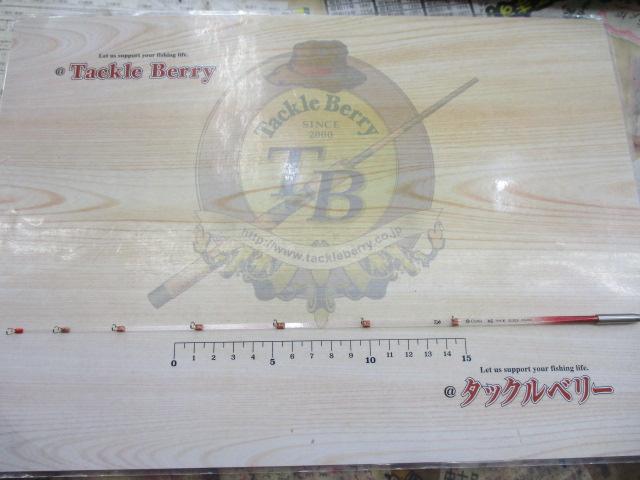 Let us support your fishing life.
@ Tackle Berry
Tackle Berry
SINCE
2000
TB
http://www.tackleberry.co.jp
0 1 2 3 4 5 6 7 8 9 10 11 12 13 14 15
Let us support your fishing life.
@ タックルベリー